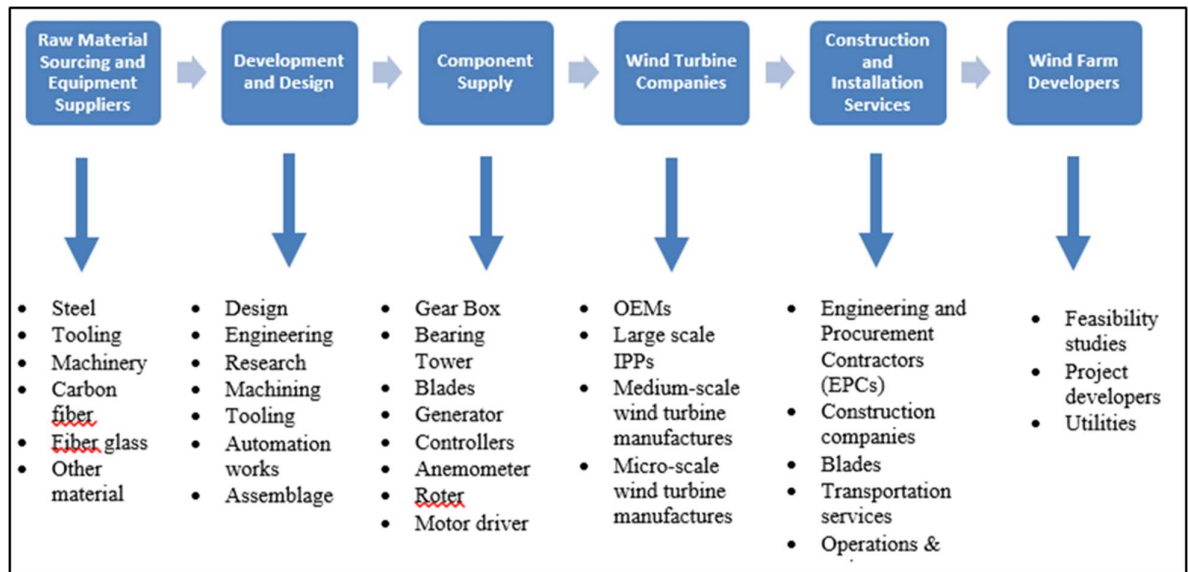 Raw Material
Sourcing and
Equipment
Suppliers
Development
and Design
Component
Supply
Wind Turbine
Companies
Construction
and
Installation
Services
Wind Farm
Developers
• Steel
• Tooling
• Machinery
• Carbon
fiber
• Fiber glass
• Other
material
• Design
• Engineering
• Research
• Machining
• Tooling
• Automation
works
• Assemblage
• Gear Box
• Bearing
Tower
• Blades
• Generator
• Controllers
• Anemometer
• Roter
• Motor driver
• OEMs
• Large scale
IPPs
• Medium-scale
wind turbine
manufactures
• Micro-scale
wind turbine
manufactures
• Engineering and
Procurement
Contractors
(EPCs)
• Construction
companies
• Blades
• Transportation
services
• Operations &
• Feasibility
studies
• Project
developers
• Utilities